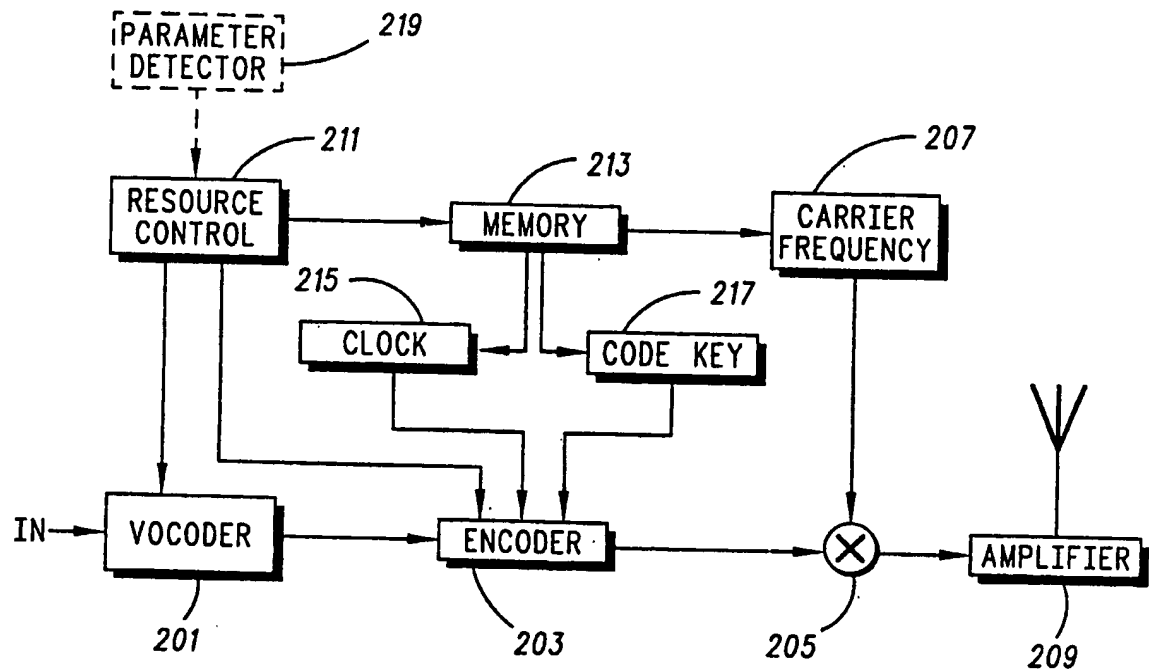 PARAMETER
DETECTOR
219
211
213
207
RESOURCE
CONTROL
MEMORY
CARRIER
FREQUENCY
215
217
CLOCK
CODE KEY
IN
VOCODER
ENCODER
AMPLIFIER
201
203
205
209